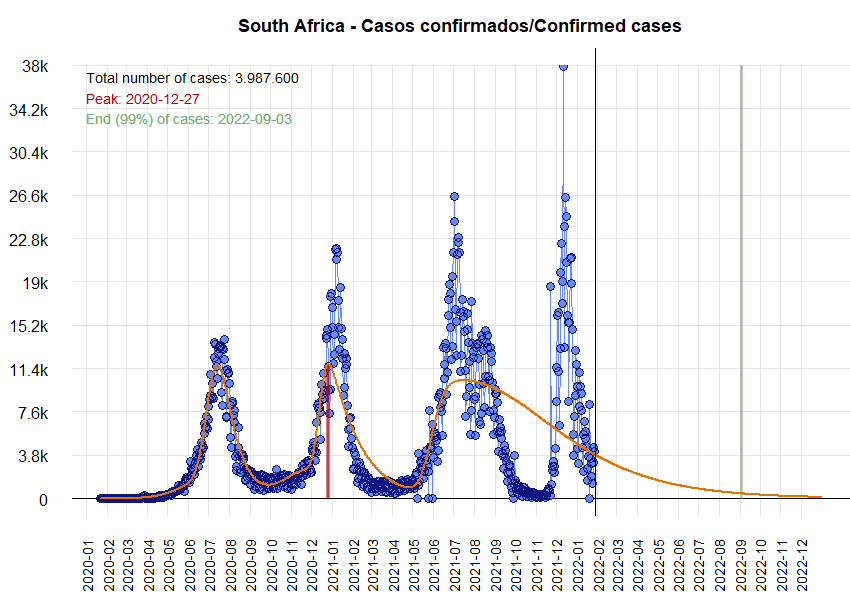 South Africa - Casos confirmados/Confirmed cases
38k
Total number of cases: 3.987.600
Peak: 2020-12-27
End (99%) of cases: 2022-09-03
34.2k
30.4k
26.6k
22.8k
19k
15.2k
11.4k
7.6k
3.8k
0
2020-01
2020-02
2020-03
2020-04
2020-05
2020-06
2020-07
2020-08
2020-09
2020-10
2020-11
2020-12
2021-01
2021-02
2021-03
2021-04
2021-05
2021-06
2021-07
2021-08
2021-09
2021-10
2021-11
2021-12
2022-01
2022-02
2022-03
2022-04
2022-05
2022-06
2022-07
2022-08
2022-09
2022-10
2022-11
2022-12